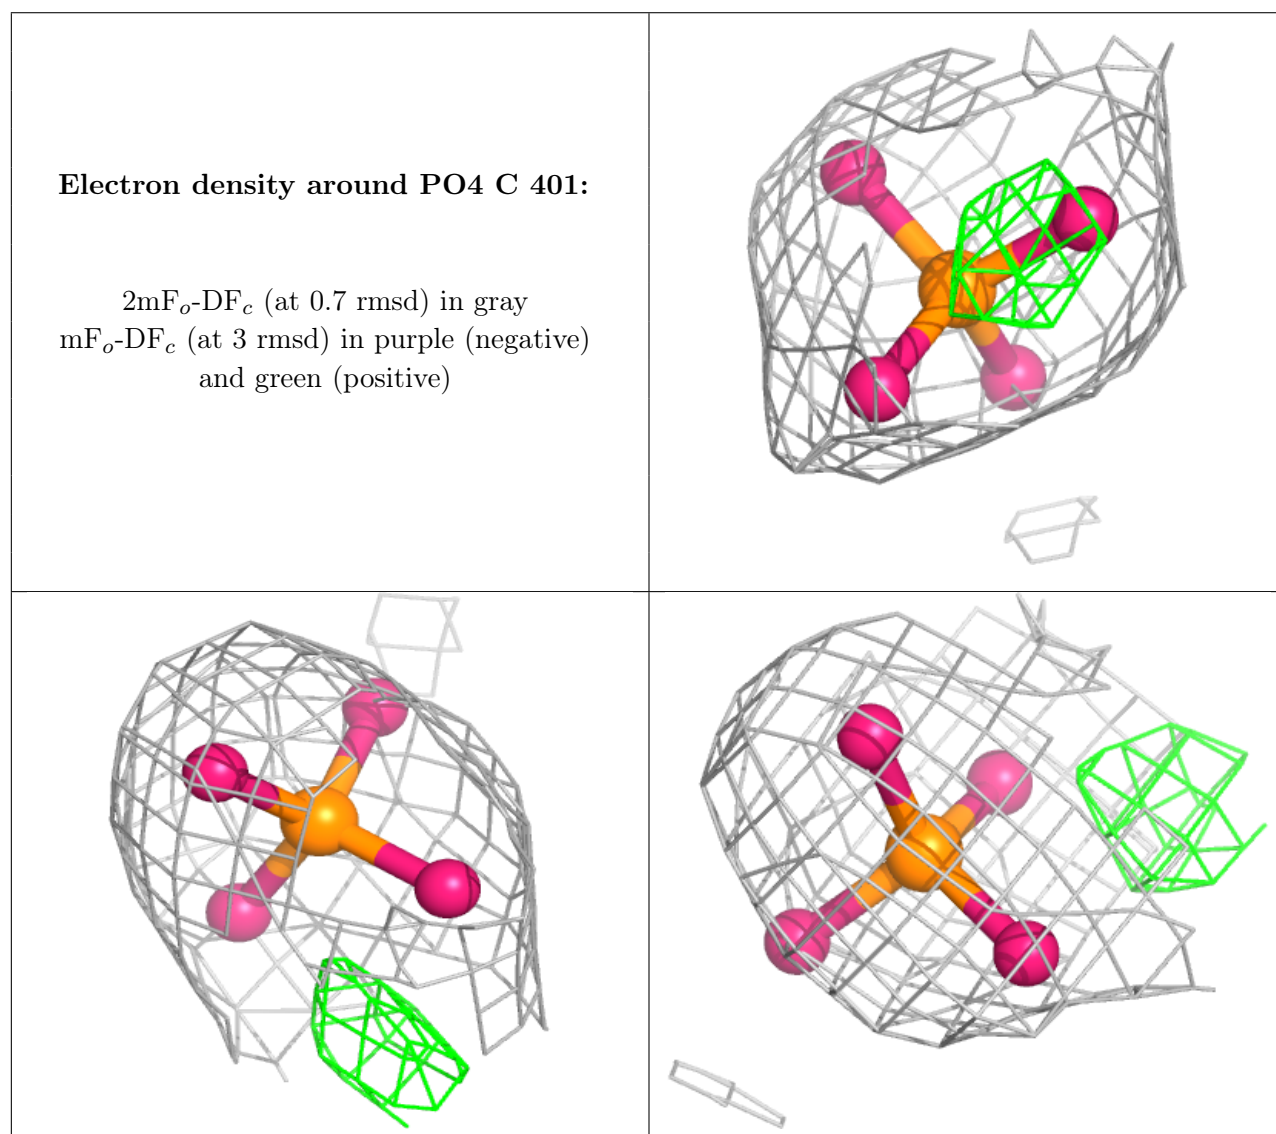 Electron density around PO4 C 401:
2mFo-DFc (at 0.7 rmsd) in gray
mFo-DFc (at 3 rmsd) in purple (negative)
and green (positive)